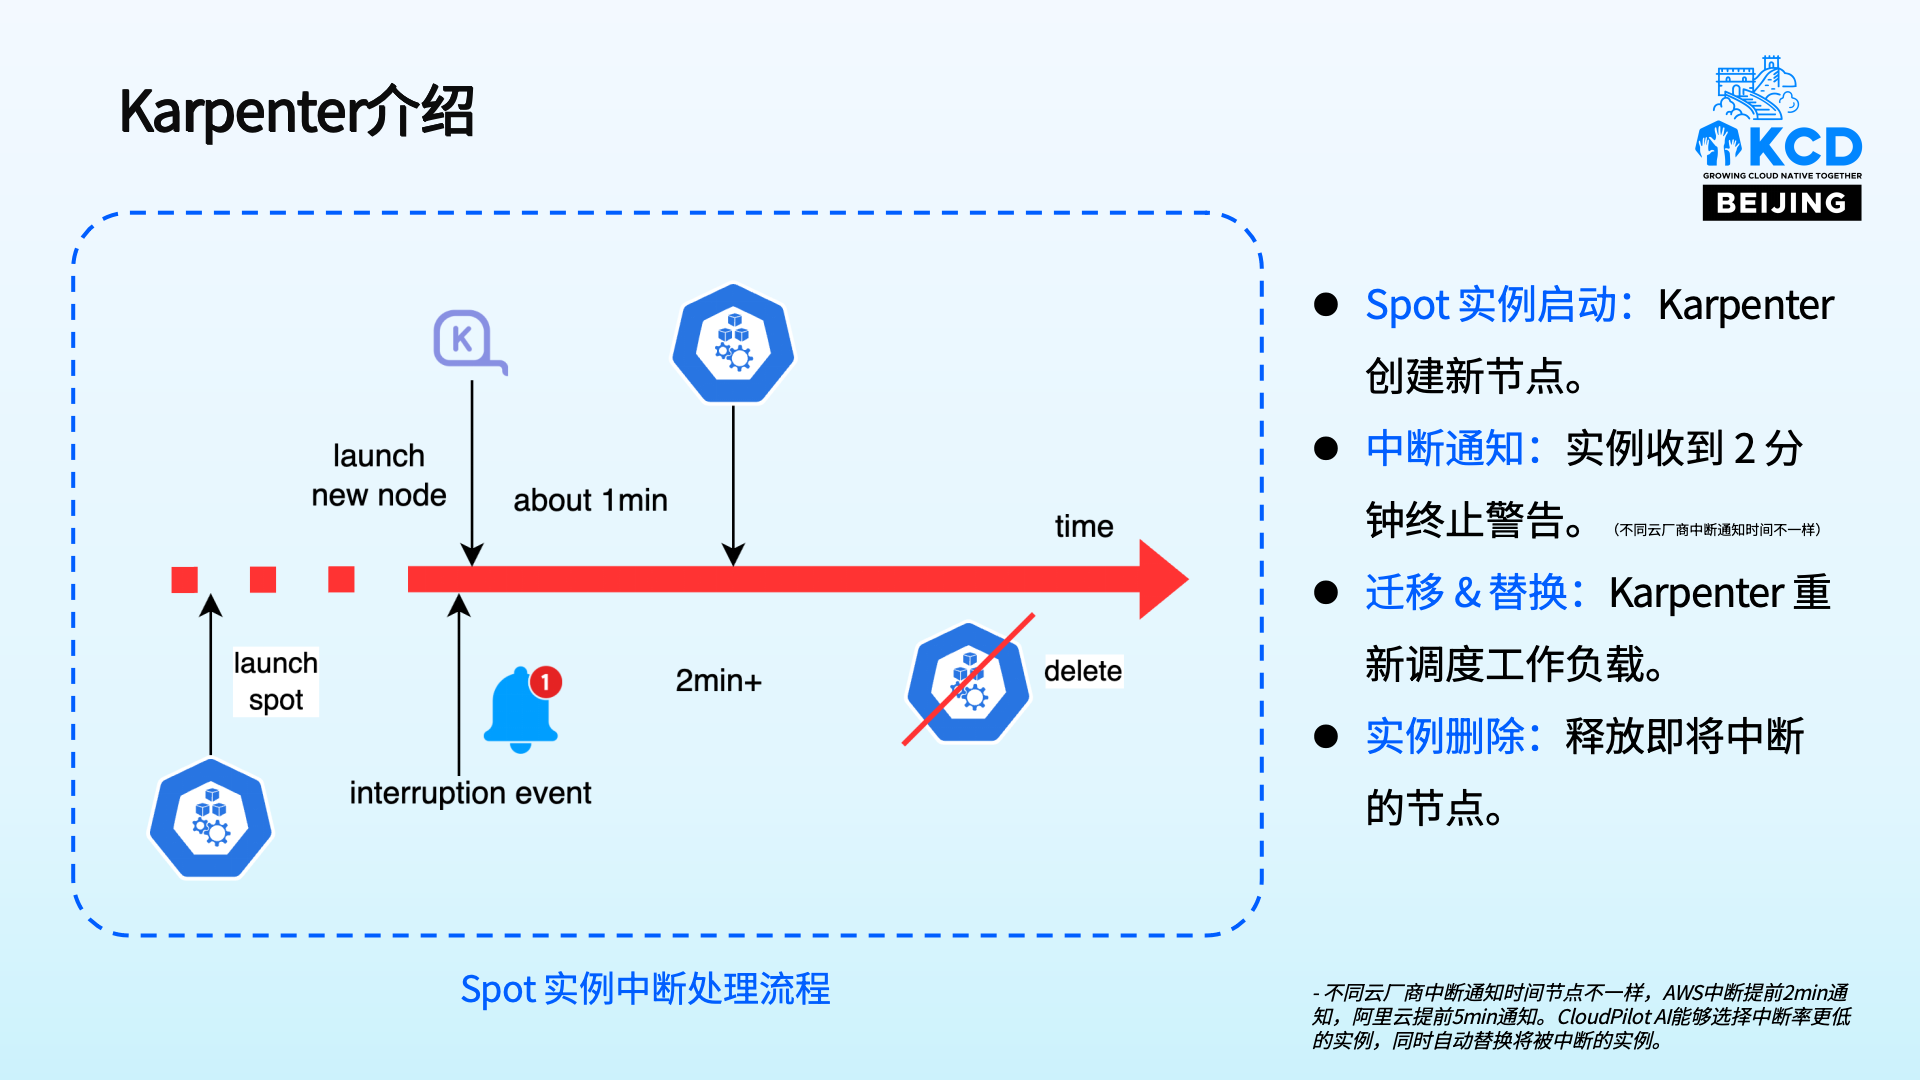 Karpenter介绍
KCD
GROWING CLOUD NATIVE TOGETHER
BEIJING
K
launch
new node
about 1min
time
launch
spot
1
interruption event
2min+
delete
Spot 实例中断处理流程
● Spot 实例启动：Karpenter
创建新节点。
● 中断通知：实例收到 2 分
钟终止警告。（不同云厂商中断通知时间不一样）
● 迁移 & 替换：Karpenter 重
新调度工作负载。
● 实例删除：释放即将中断
的节点。
- 不同云厂商中断通知时间节点不一样，AWS中断提前2min通
知，阿里云提前5min通知。CloudPilot AI能够选择中断率更低
的实例，同时自动替换将被中断的实例。